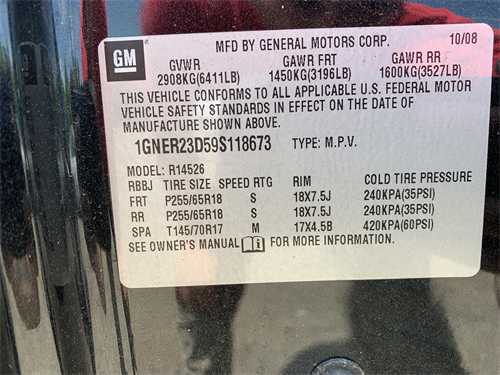 MFD BY GENERAL MOTORS CORP. 10/08
GM GVWR GAWR FRT GAWR RR
2908KG(6411LB) 1450KG(3196LB) 1600KG(3527LB)
THIS VEHICLE CONFORMS TO ALL APPLICABLE U.S. FEDERAL MOTOR
VEHICLE SAFETY STANDARDS IN EFFECT ON THE DATE OF
MANUFACTURE SHOWN ABOVE.
1GNER23D59S118673 TYPE: M.P.V.
MODEL: R14526
RBBJ TIRE SIZE SPEED RTG RIM COLD TIRE PRESSURE
FRT P255/65R18 S 18X7.5J 240KPA(35PSI)
RR P255/65R18 S 18X7.5J 240KPA(35PSI)
SPA T145/70R17 M 17X4.5B 420KPA(60PSI)
SEE OWNER'S MANUAL FOR MORE INFORMATION.